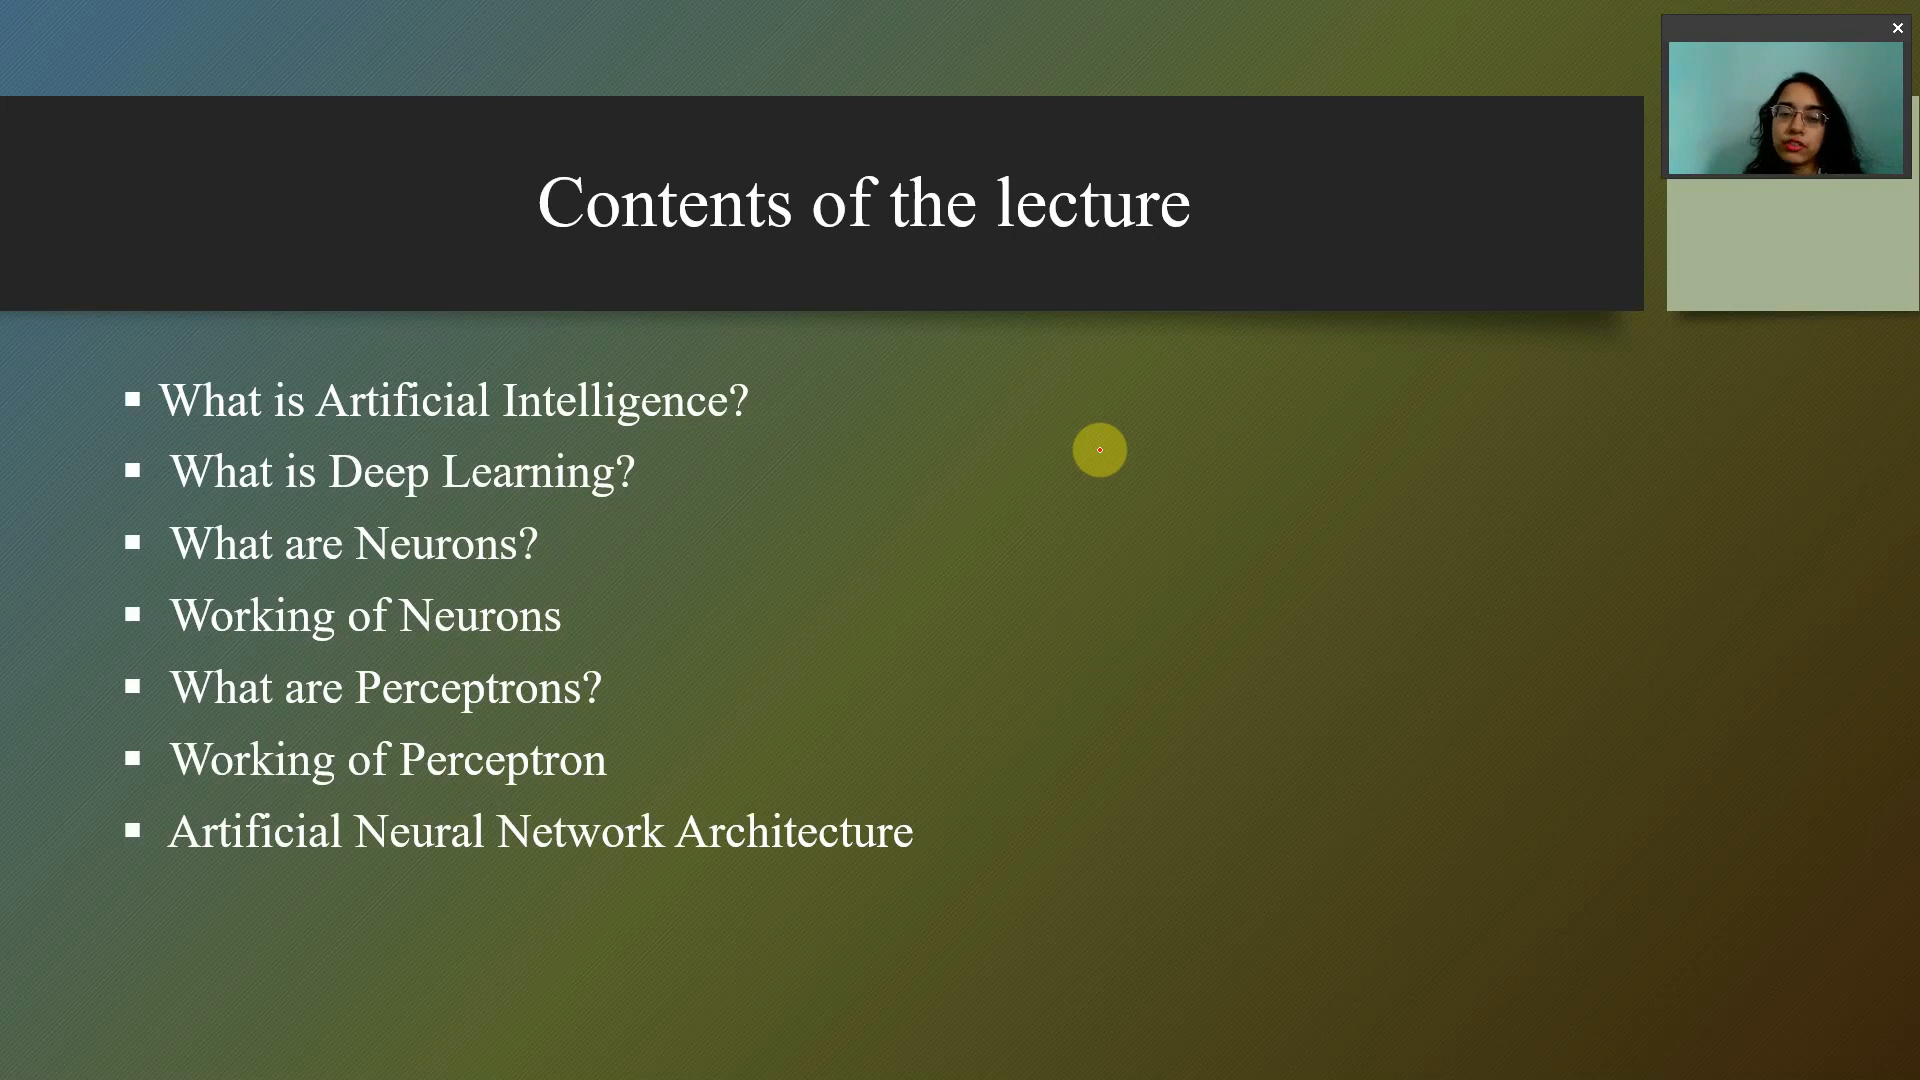 Contents of the lecture
▪ What is Artificial Intelligence?
▪ What is Deep Learning?
▪ What are Neurons?
▪ Working of Neurons
▪ What are Perceptrons?
▪ Working of Perceptron
▪ Artificial Neural Network Architecture